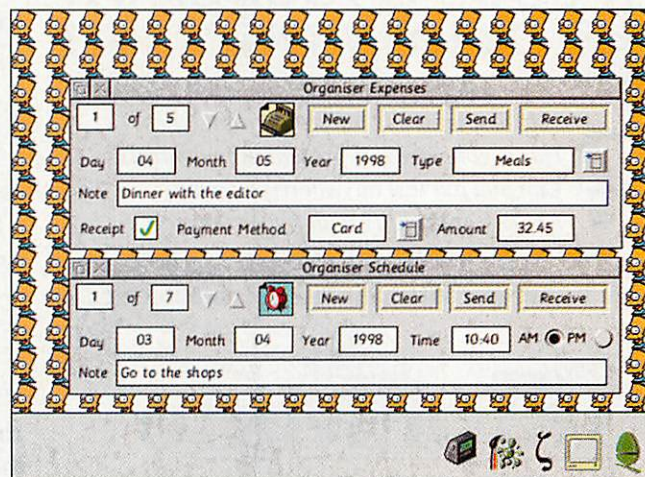 Organiser Expenses
1 of 5 New Clear Send Receive
Day 04 Month 05 Year 1998 Type Meals
Note Dinner with the editor
Receipt Payment Method Card Amount 32.45
Organiser Schedule
1 of 7 New Clear Send Receive
Day 03 Month 04 Year 1998 Time 10:40 AM PM
Note Go to the shops